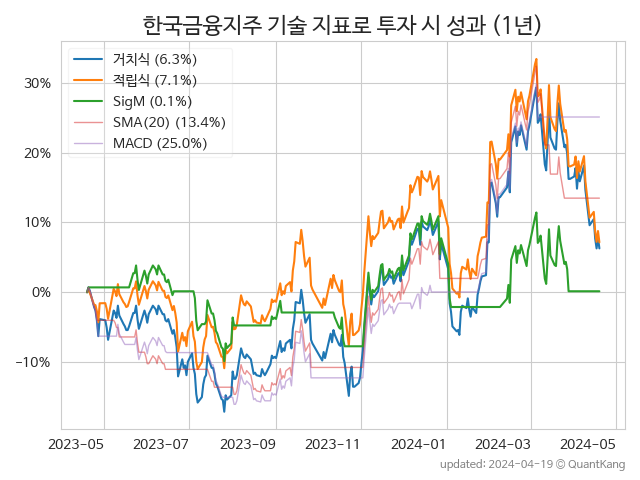 한국금융지주 기술 지표로 투자 시 성과 (1년)
거치식 (6.3%)
적립식 (7.1%)
SigM (0.1%)
SMA(20) (13.4%)
MACD (25.0%)
30%
20%
10%
0%
−10%
2023-05 2023-07 2023-09 2023-11 2024-01 2024-03 2024-05
updated: 2024-04-19 © QuantKang